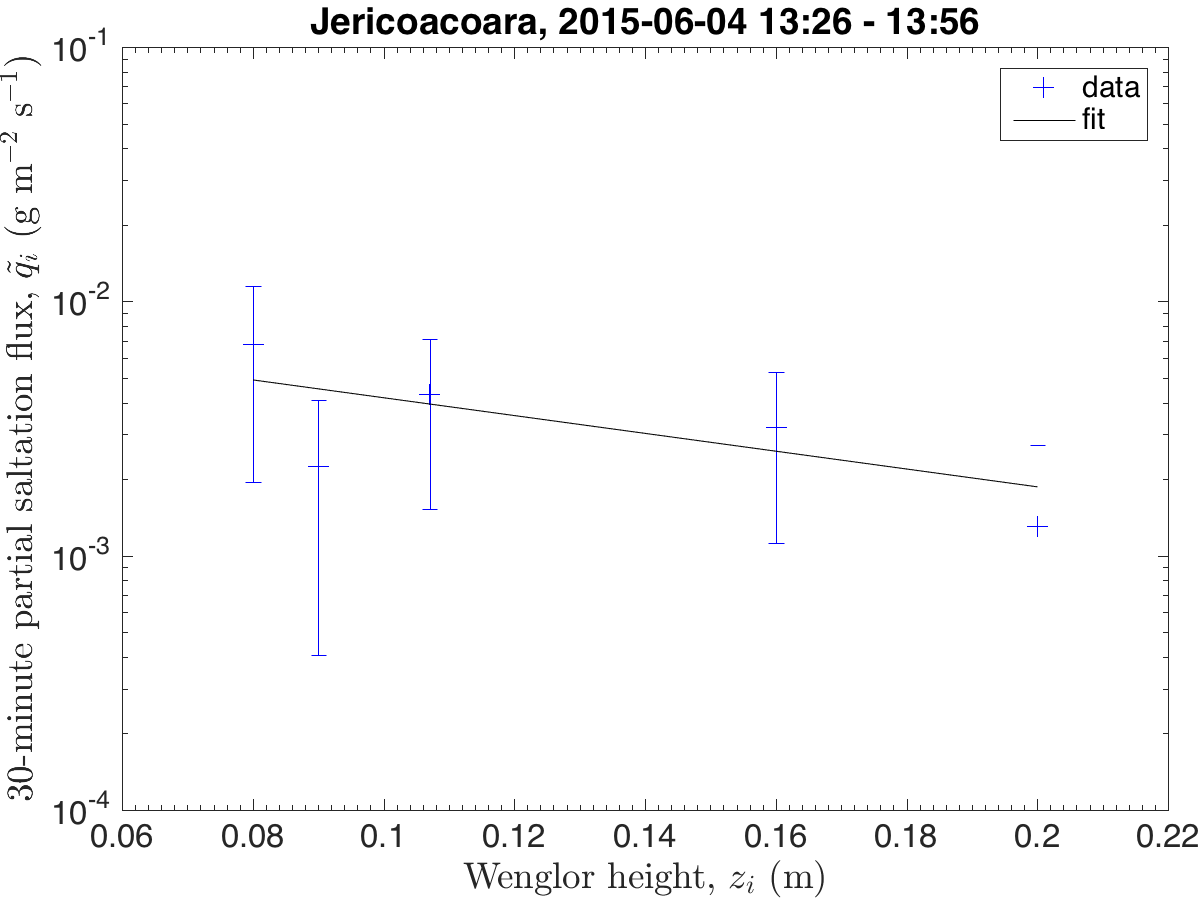 Jericoacoara, 2015-06-04 13:26 - 13:56
30-minute partial saltation flux, q̃ᵢ (g m⁻² s⁻¹)
10⁻¹
10⁻²
10⁻³
10⁻⁴
data
fit
0.06 0.08 0.1 0.12 0.14 0.16 0.18 0.2 0.22
Wenglor height, zᵢ (m)